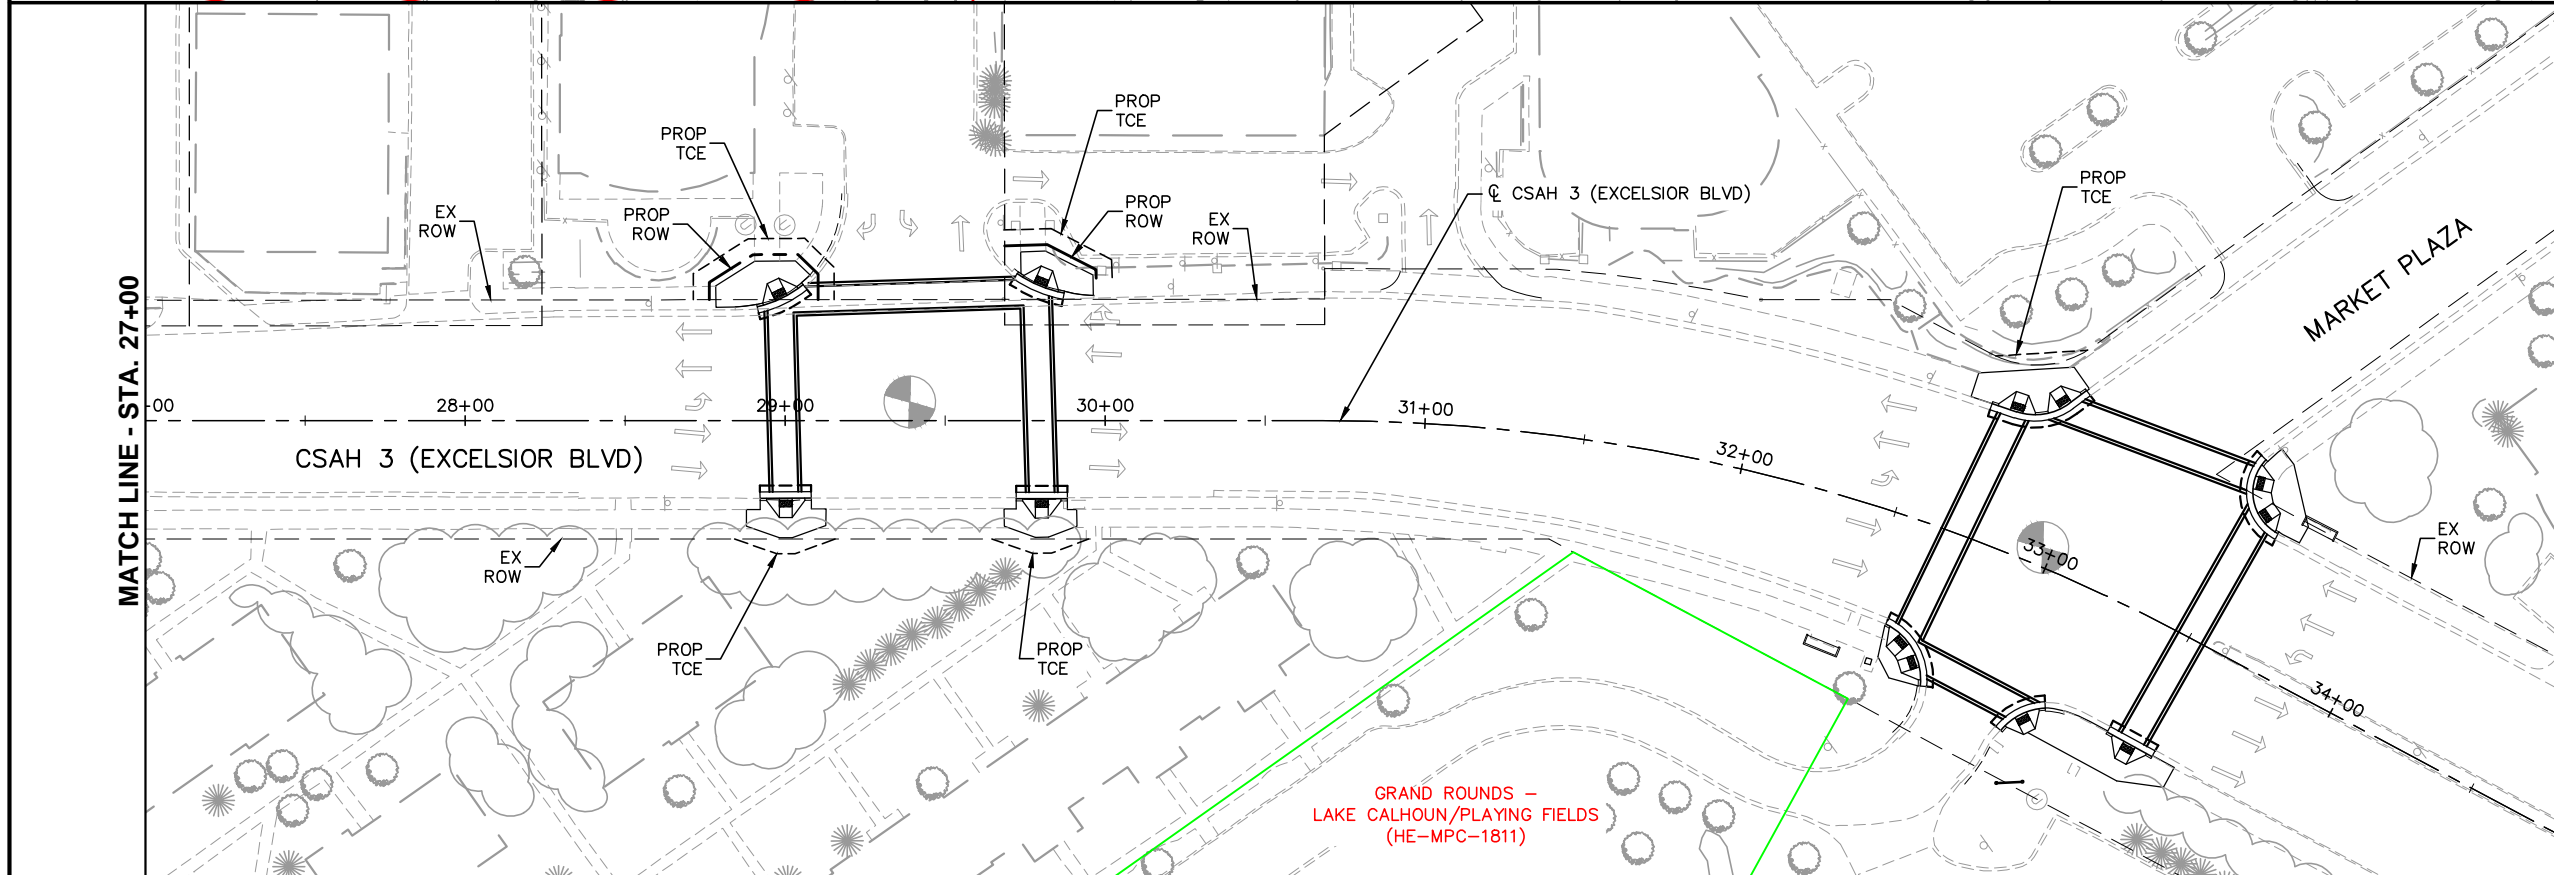 PROP
TCE
PROP
TCE
PROP
ROW
EX
ROW
PROP
ROW
EX
ROW
℄ CSAH 3 (EXCELSIOR BLVD)
PROP
TCE
MARKET PLAZA
MATCH LINE - STA. 27+00
-00
28+00
29+00
30+00
31+00
32+00
33+00
34+00
CSAH 3 (EXCELSIOR BLVD)
EX
ROW
EX
ROW
PROP
TCE
PROP
TCE
GRAND ROUNDS –
LAKE CALHOUN/PLAYING FIELDS
(HE–MPC–1811)